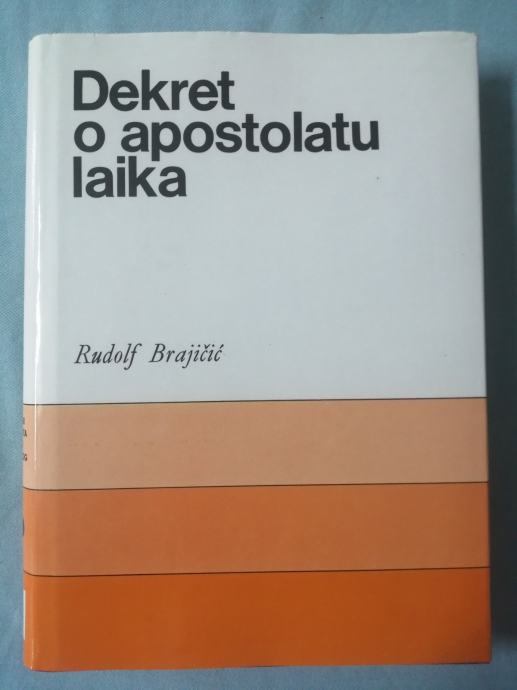 Dekret
o apostolatu
laika
Rudolf Brajičić